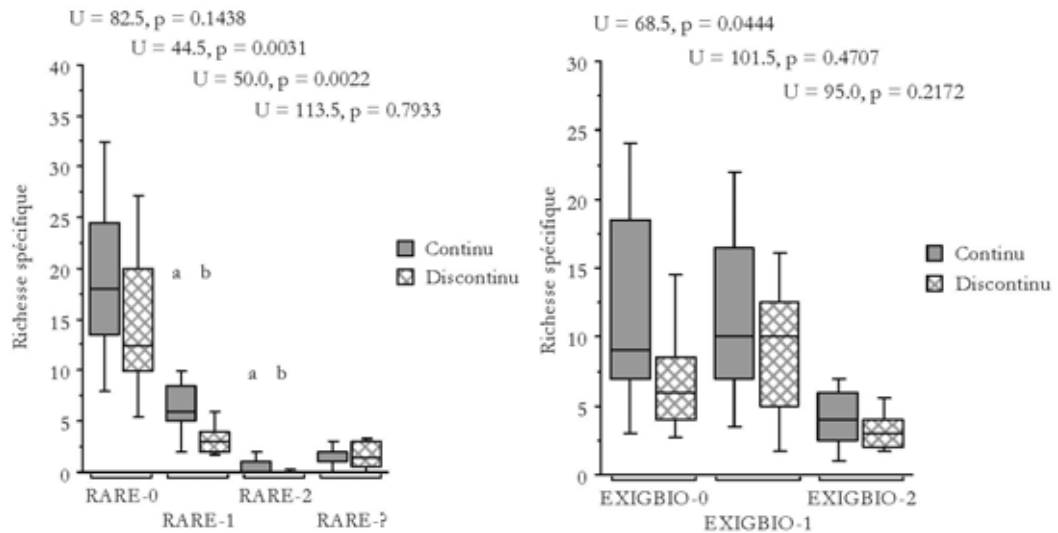 U = 82.5, p = 0.1438
U = 44.5, p = 0.0031
U = 50.0, p = 0.0022
U = 113.5, p = 0.7933
40
35
30
25
20
15
10
5
0
Richesse spécifique
a b
a b
Continu
Discontinu
RARE-0 RARE-2
RARE-1 RARE-?
U = 68.5, p = 0.0444
U = 101.5, p = 0.4707
U = 95.0, p = 0.2172
30
25
20
15
10
5
0
Richesse spécifique
Continu
Discontinu
EXIGBIO-0 EXIGBIO-2
EXIGBIO-1